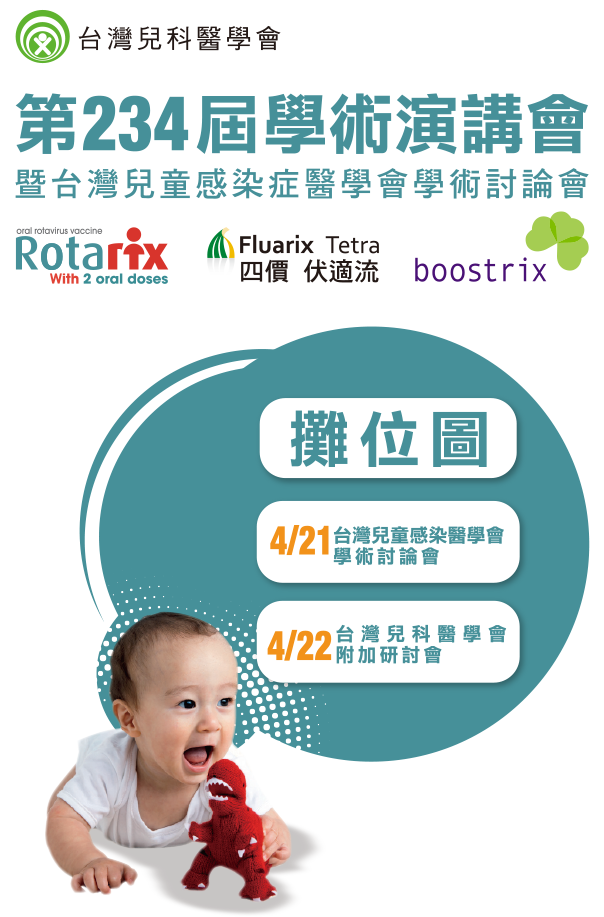 台灣兒科醫學會
第234屆學術演講會
暨台灣兒童感染症醫學會學術討論會
oral rotavirus vaccine
Rotarix
With 2 oral doses
Fluarix Tetra
四價 伏適流
boostrix
攤位圖
4/21 台灣兒童感染醫學會
學術討論會
4/22 台灣兒科醫學會
附加研討會